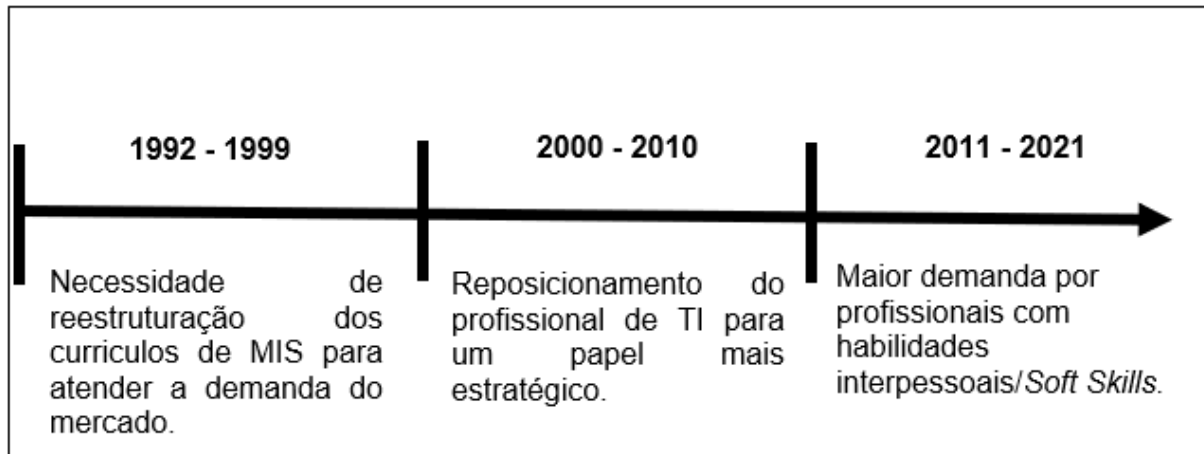 1992 - 1999
2000 - 2010
2011 - 2021
Necessidade de
reestruturação dos
curriculos de MIS para
atender a demanda do
mercado.
Reposicionamento do
profissional de TI para
um papel mais
estratégico.
Maior demanda por
profissionais com
habilidades
interpessoais/Soft Skills.